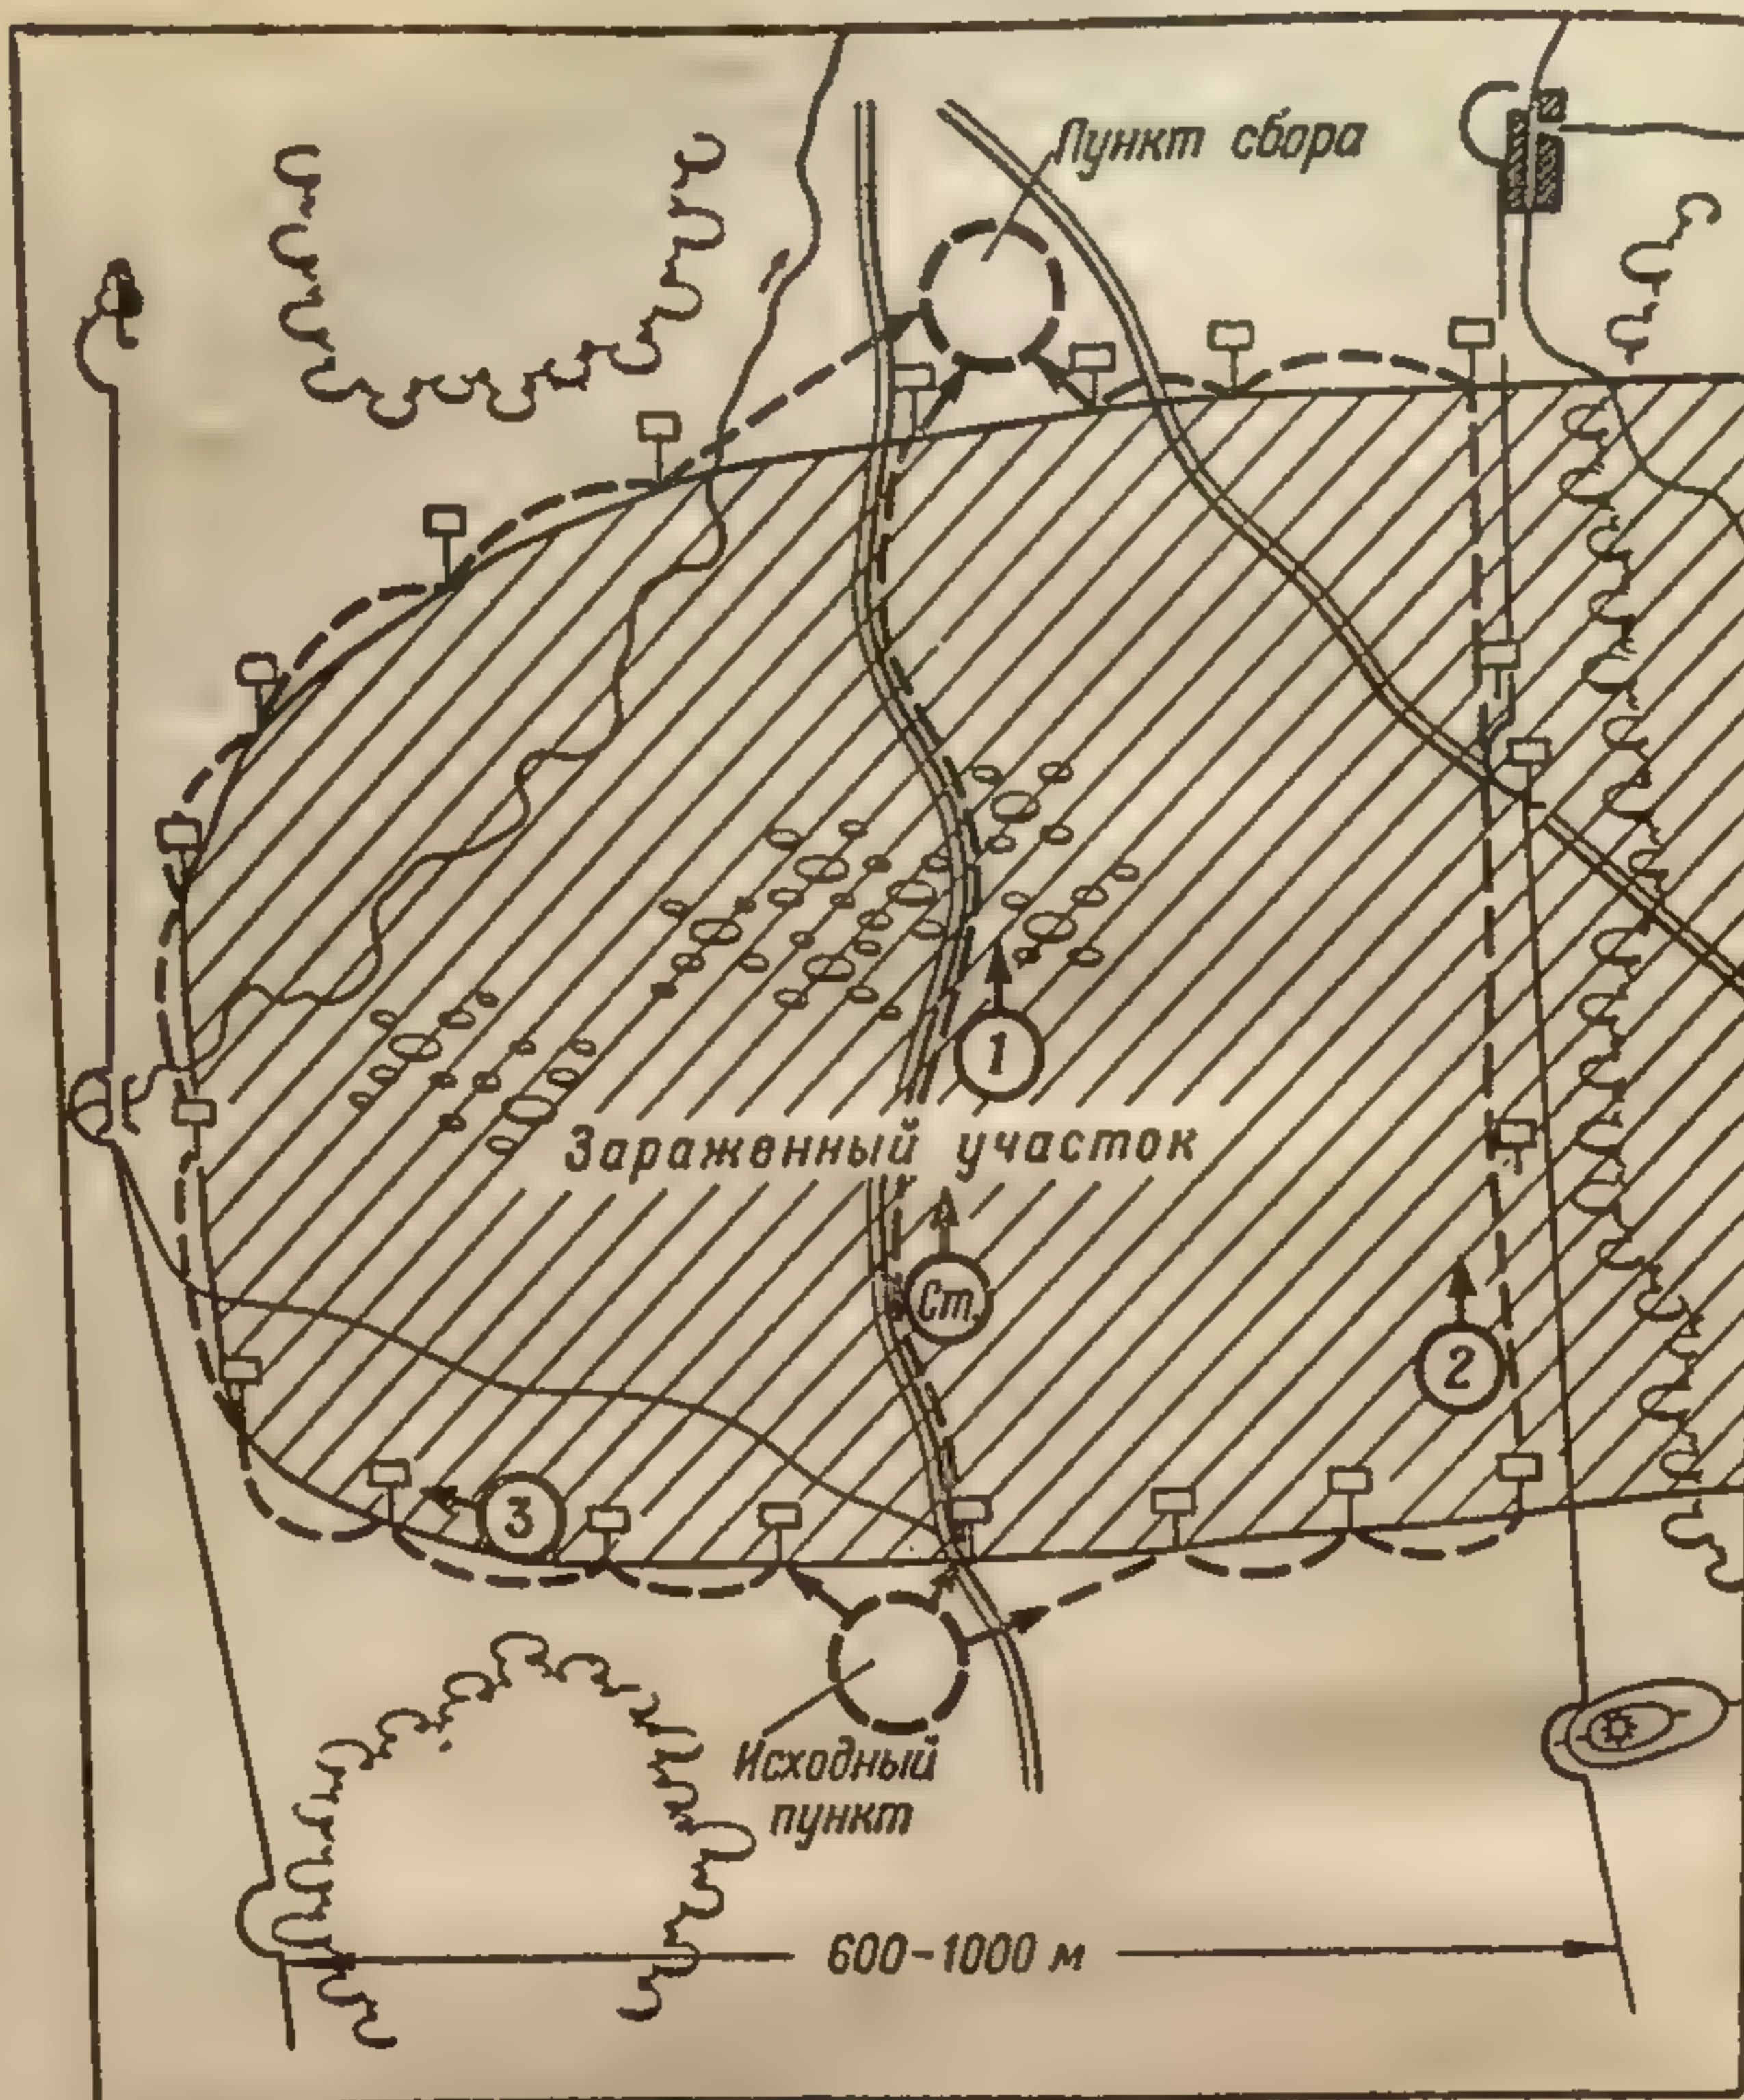 Пункт сбора
1
Зараженный участок
Ст.
2
3
Исходный
пункт
600-1000 м